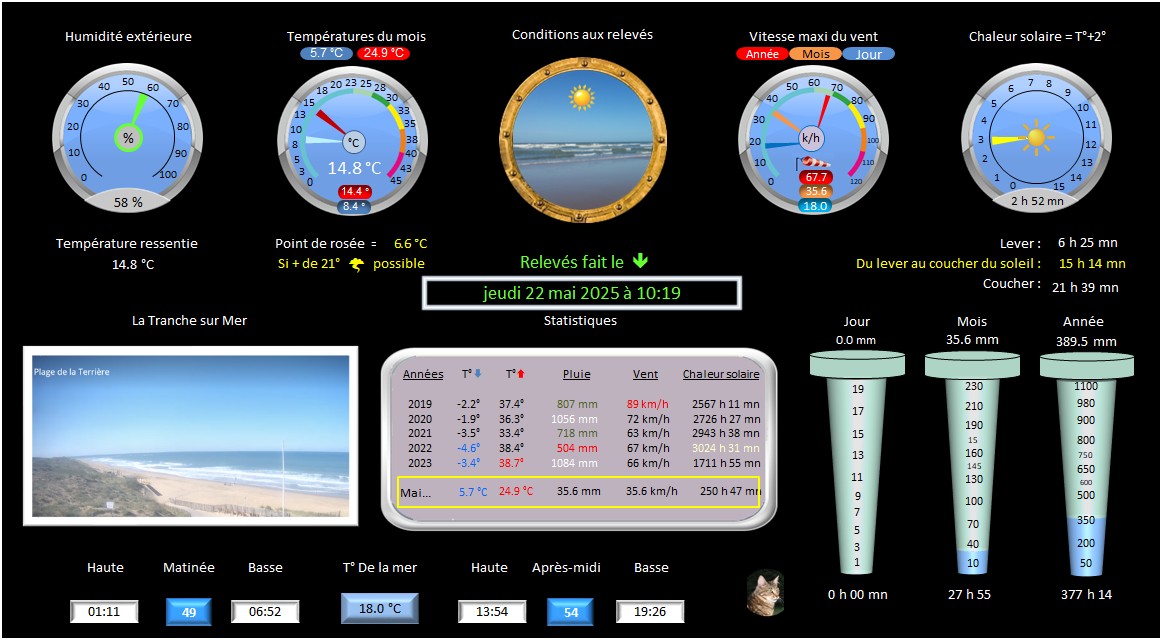 Humidité extérieure
Températures du mois
5.7 °C 24.9 °C
Conditions aux relevés
Vitesse maxi du vent
Année Mois Jour
Chaleur solaire = T°+2°
0 10 20 30 40 50 60 70 80 90 100
%
58 %
0 3 5 8 10 13 15 18 20 23 25 28 30 33 35 38 40 43 45
°C
14.8 °C
14.4 °
8.4 °
0 10 20 30 40 50 60 70 80 90 100 110 120
k/h
67.7
35.6
18.0
0 1 2 3 4 5 6 7 8 9 10 11 12 13 14 15
2 h 52 mn
Température ressentie
14.8 °C
Point de rosée = 6.6 °C
Si + de 21° possible
Relevés fait le
jeudi 22 mai 2025 à 10:19
Lever : 6 h 25 mn
Du lever au coucher du soleil : 15 h 14 mn
Coucher : 21 h 39 mn
La Tranche sur Mer
Plage de la Terrière
Statistiques
Années T° T° Pluie Vent Chaleur solaire
2019 -2.2° 37.4° 807 mm 89 km/h 2567 h 11 mn
2020 -1.9° 36.3° 1056 mm 72 km/h 2726 h 27 mn
2021 -3.5° 33.4° 718 mm 63 km/h 2943 h 38 mn
2022 -4.6° 38.4° 504 mm 67 km/h 3024 h 31 mn
2023 -3.4° 38.7° 1084 mm 66 km/h 1711 h 55 mn
Mai... 5.7 °C 24.9 °C 35.6 mm 35.6 km/h 250 h 47 mn
Jour
0.0 mm
19
17
15
13
11
9
7
5
3
1
0 h 00 mn
Mois
35.6 mm
230
210
190
15
160
145
130
100
70
40
10
27 h 55
Année
389.5 mm
1100
980
900
800
750
650
600
500
350
200
50
377 h 14
Haute Matinée Basse
01:11 49 06:52
T° De la mer
18.0 °C
Haute Après-midi Basse
13:54 54 19:26